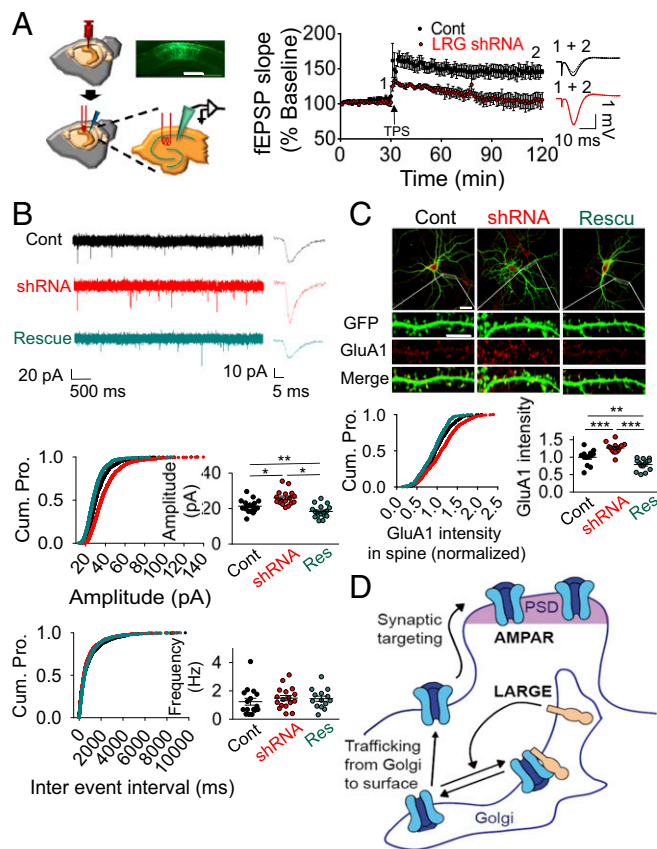 A
fEPSP slope
(% Baseline)
200
150
100
50
Cont
LRG shRNA
1
2
TPS
0
30
60
90
120
Time (min)
1 + 2
1 + 2
1 mV
10 ms
B
Cont
shRNA
Rescue
20 pA
500 ms
10 pA
5 ms
Cum. Pro.
1.0
0.5
0.0
20
40
60
80
100
120
140
Amplitude (pA)
Amplitude
(pA)
40
20
0
**
*
*
Cont
shRNA
Res
Cum. Pro.
1.0
0.5
0.0
0
2000
4000
6000
8000
10000
Inter event interval (ms)
Frequency
(Hz)
6
4
2
0
Cont
shRNA
Res
C
Cont
shRNA
Rescu
GFP
GluA1
Merge
Cum. Pro.
1.0
0.5
0.0
0.0
0.5
1.0
1.5
2.0
2.5
GluA1 intensity
in spine (normalized)
GluA1 intensity
1.5
1.0
0.5
0
**
***
***
Cont
shRNA
Res
D
Synaptic
targeting
PSD
AMPAR
LARGE
Trafficking
from Golgi
to surface
Golgi